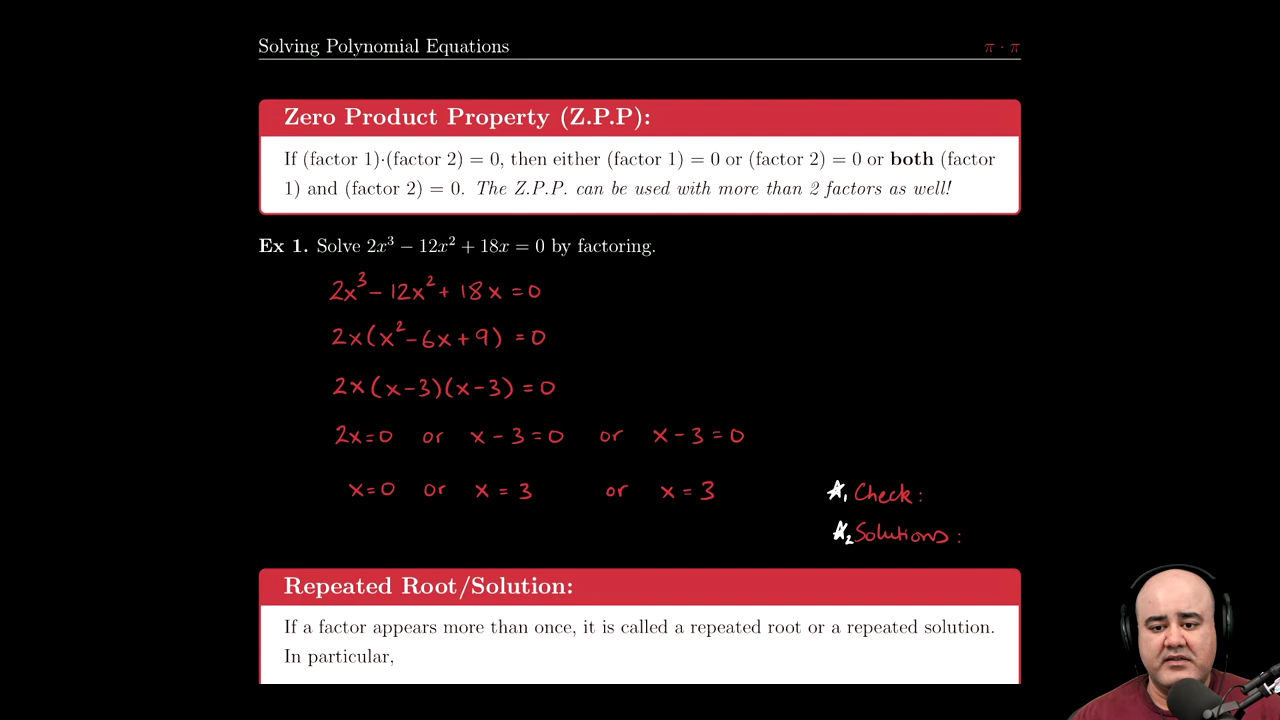 Solving Polynomial Equations π · π
Zero Product Property (Z.P.P):
If (factor 1)·(factor 2) = 0, then either (factor 1) = 0 or (factor 2) = 0 or both (factor
1) and (factor 2) = 0. The Z.P.P. can be used with more than 2 factors as well!
Ex 1. Solve 2x³ − 12x² + 18x = 0 by factoring.
2x³ − 12x² + 18x = 0
2x(x² − 6x + 9) = 0
2x(x−3)(x−3) = 0
2x=0 or x−3=0 or x−3=0
x=0 or x=3 or x=3
☆₁ Check:
☆₂ Solutions:
Repeated Root/Solution:
If a factor appears more than once, it is called a repeated root or a repeated solution.
In particular,